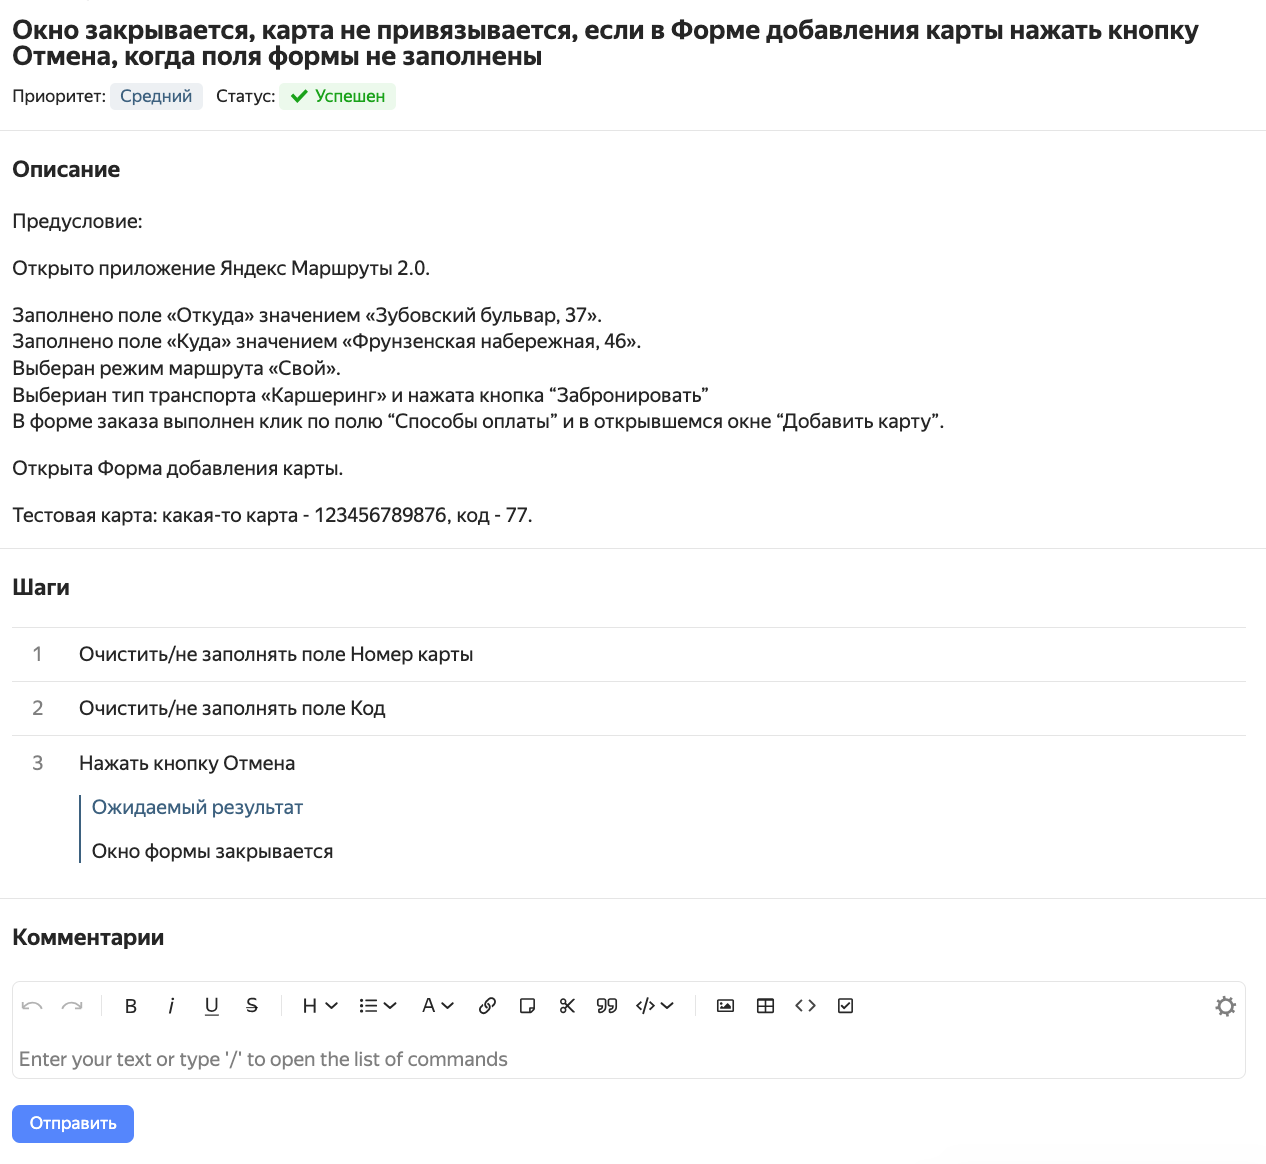 Окно закрывается, карта не привязывается, если в Форме добавления карты нажать кнопку
Отмена, когда поля формы не заполнены
Приоритет: Средний Статус: Успешен
Описание
Предусловие:
Открыто приложение Яндекс Маршруты 2.0.
Заполнено поле «Откуда» значением «Зубовский бульвар, 37».
Заполнено поле «Куда» значением «Фрунзенская набережная, 46».
Выберан режим маршрута «Свой».
Выбериан тип транспорта «Каршеринг» и нажата кнопка “Забронировать”
В форме заказа выполнен клик по полю “Способы оплаты” и в открывшемся окне “Добавить карту”.
Открыта Форма добавления карты.
Тестовая карта: какая-то карта - 123456789876, код - 77.
Шаги
1 Очистить/не заполнять поле Номер карты
2 Очистить/не заполнять поле Код
3 Нажать кнопку Отмена
Ожидаемый результат
Окно формы закрывается
Комментарии
B i U S H A
Enter your text or type '/' to open the list of commands
Отправить